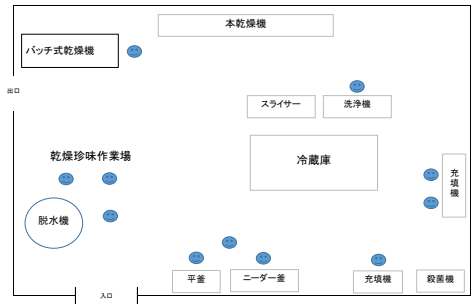 本乾燥機
バッチ式乾燥機
出口
スライサー
洗浄機
乾燥珍味作業場
冷蔵庫
充填機
脱水機
平釜
ニーダー釜
充填機
殺菌機
入口